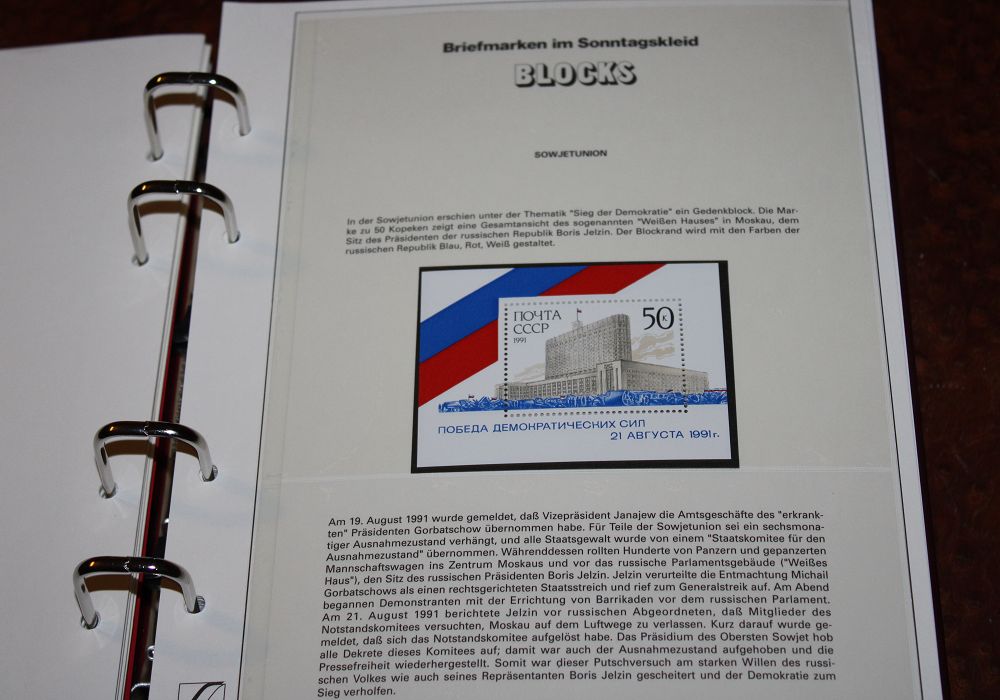 Briefmarken im Sonntagskleid
BLOCKS
SOWJETUNION
In der Sowjetunion erschien unter der Thematik "Sieg der Demokratie" ein Gedenkblock. Die Mar-
ke zu 50 Kopeken zeigt eine Gesamtansicht des sogenannten "Weißen Hauses" in Moskau, dem
Sitz des Präsidenten der russischen Republik Boris Jelzin. Der Blockrand wird mit den Farben der
russischen Republik Blau, Rot, Weiß gestaltet.
ПОЧТА
СССР
1991
50к
ПОБЕДА ДЕМОКРАТИЧЕСКИХ СИЛ
21 АВГУСТА 1991г.
Am 19. August 1991 wurde gemeldet, daß Vizepräsident Janajew die Amtsgeschäfte des "erkrank-
ten" Präsidenten Gorbatschow übernommen habe. Für Teile der Sowjetunion sei ein sechsmona-
tiger Ausnahmezustand verhängt, und alle Staatsgewalt wurde von einem "Staatskomitee für den
Ausnahmezustand" übernommen. Währenddessen rollten Hunderte von Panzern und gepanzerten
Mannschaftswagen ins Zentrum Moskaus und vor das russische Parlamentsgebäude ("Weißes
Haus"), den Sitz des russischen Präsidenten Boris Jelzin. Jelzin verurteilte die Entmachtung Michail
Gorbatschows als einen rechtsgerichteten Staatsstreich und rief zum Generalstreik auf. Am Abend
begannen Demonstranten mit der Errichtung von Barrikaden vor dem russischen Parlament.
Am 21. August 1991 berichtete Jelzin vor russischen Abgeordneten, daß Mitglieder des
Notstandskomitees versuchten, Moskau auf dem Luftwege zu verlassen. Kurz darauf wurde ge-
meldet, daß sich das Notstandskomitee aufgelöst habe. Das Präsidium des Obersten Sowjet hob
alle Dekrete dieses Komitees auf; damit war auch der Ausnahmezustand aufgehoben und die
Pressefreiheit wiederhergestellt. Somit war dieser Putschversuch am starken Willen des russi-
schen Volkes wie auch seines Repräsentanten Boris Jelzin gescheitert und der Demokratie zum
Sieg verholfen.